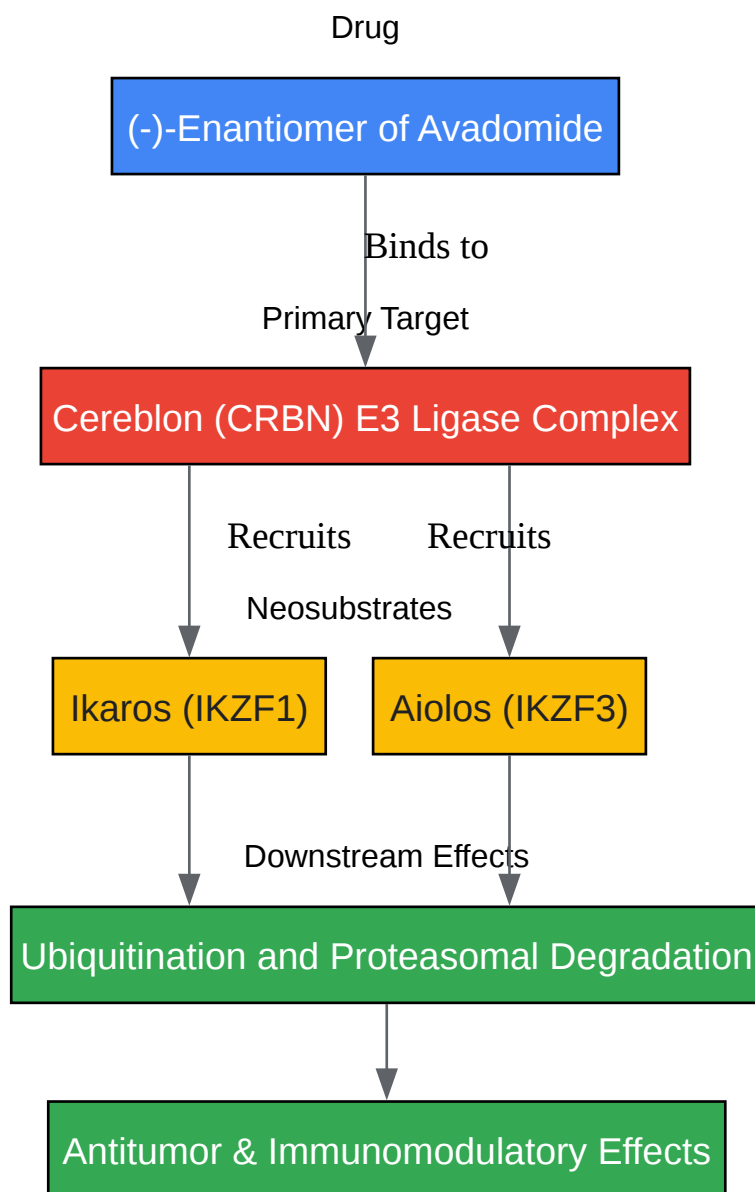 Drug
(-)-Enantiomer of Avadomide
Binds to
Primary Target
Cereblon (CRBN) E3 Ligase Complex
Recruits
Recruits
Neosubstrates
Ikaros (IKZF1)
Aiolos (IKZF3)
Downstream Effects
Ubiquitination and Proteasomal Degradation
Antitumor & Immunomodulatory Effects